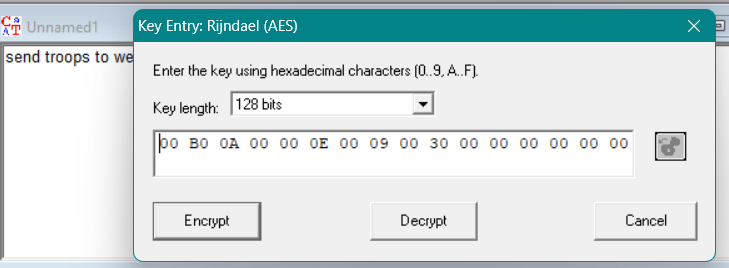 Unnamed1
Key Entry: Rijndael (AES)
send troops to we
Enter the key using hexadecimal characters (0..9, A..F).
Key length: 128 bits
00 B0 0A 00 00 0E 00 09 00 30 00 00 00 00 00 00
Encrypt
Decrypt
Cancel